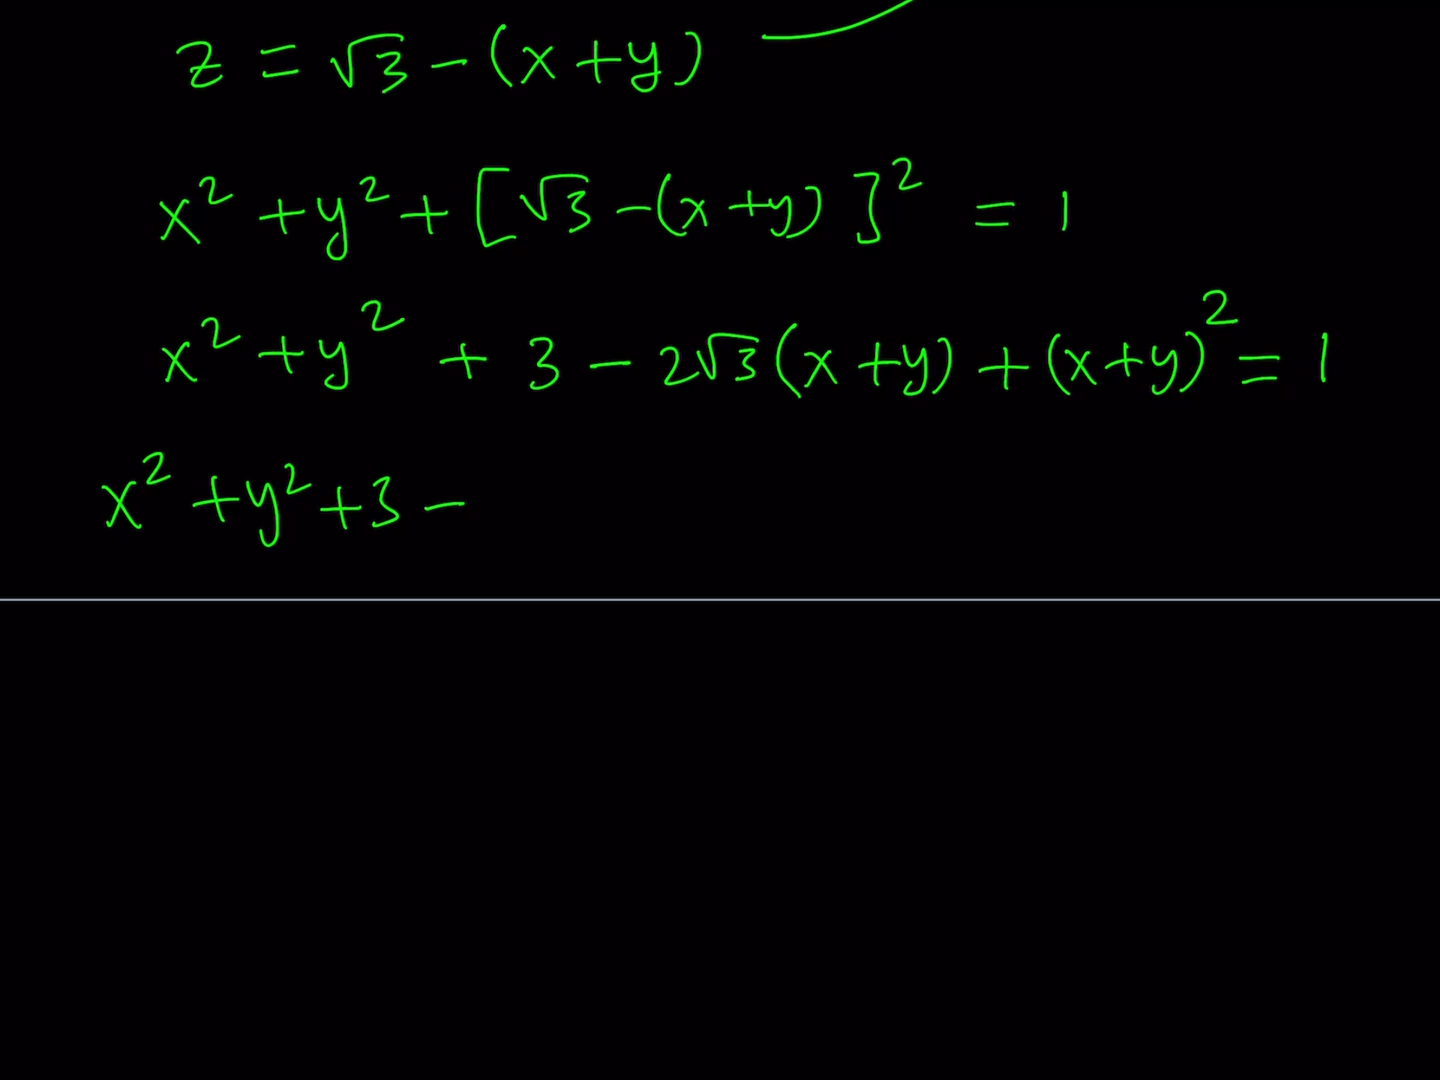 z = √3 - (x + y)
x² + y² + [√3 - (x + y)]² = 1
x² + y² + 3 - 2√3(x + y) + (x + y)² = 1
x² + y² + 3 -